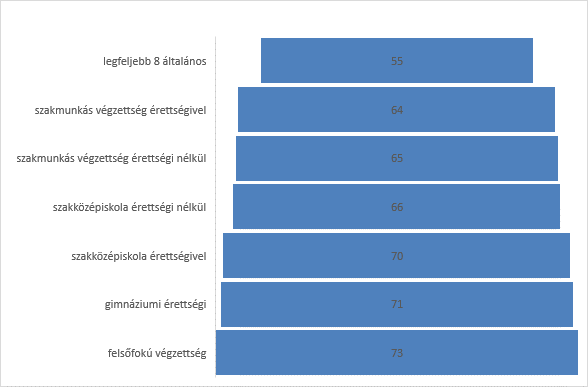 legfeljebb 8 általános 55
szakmunkás végzettség érettségivel 64
szakmunkás végzettség érettségi nélkül 65
szakközépiskola érettségi nélkül 66
szakközépiskola érettségivel 70
gimnáziumi érettségi 71
felsőfokú végzettség 73